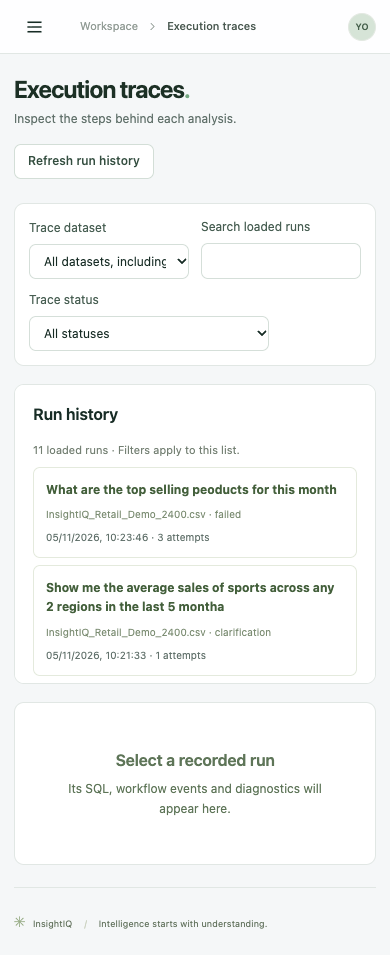 Workspace > Execution traces
YO
Execution traces.
Inspect the steps behind each analysis.
Refresh run history
Trace dataset
Search loaded runs
All datasets, including
Trace status
All statuses
Run history
11 loaded runs · Filters apply to this list.
What are the top selling peoducts for this month
InsightIQ_Retail_Demo_2400.csv · failed
05/11/2026, 10:23:46 · 3 attempts
Show me the average sales of sports across any
2 regions in the last 5 montha
InsightIQ_Retail_Demo_2400.csv · clarification
05/11/2026, 10:21:33 · 1 attempts
Select a recorded run
Its SQL, workflow events and diagnostics will
appear here.
InsightIQ / Intelligence starts with understanding.